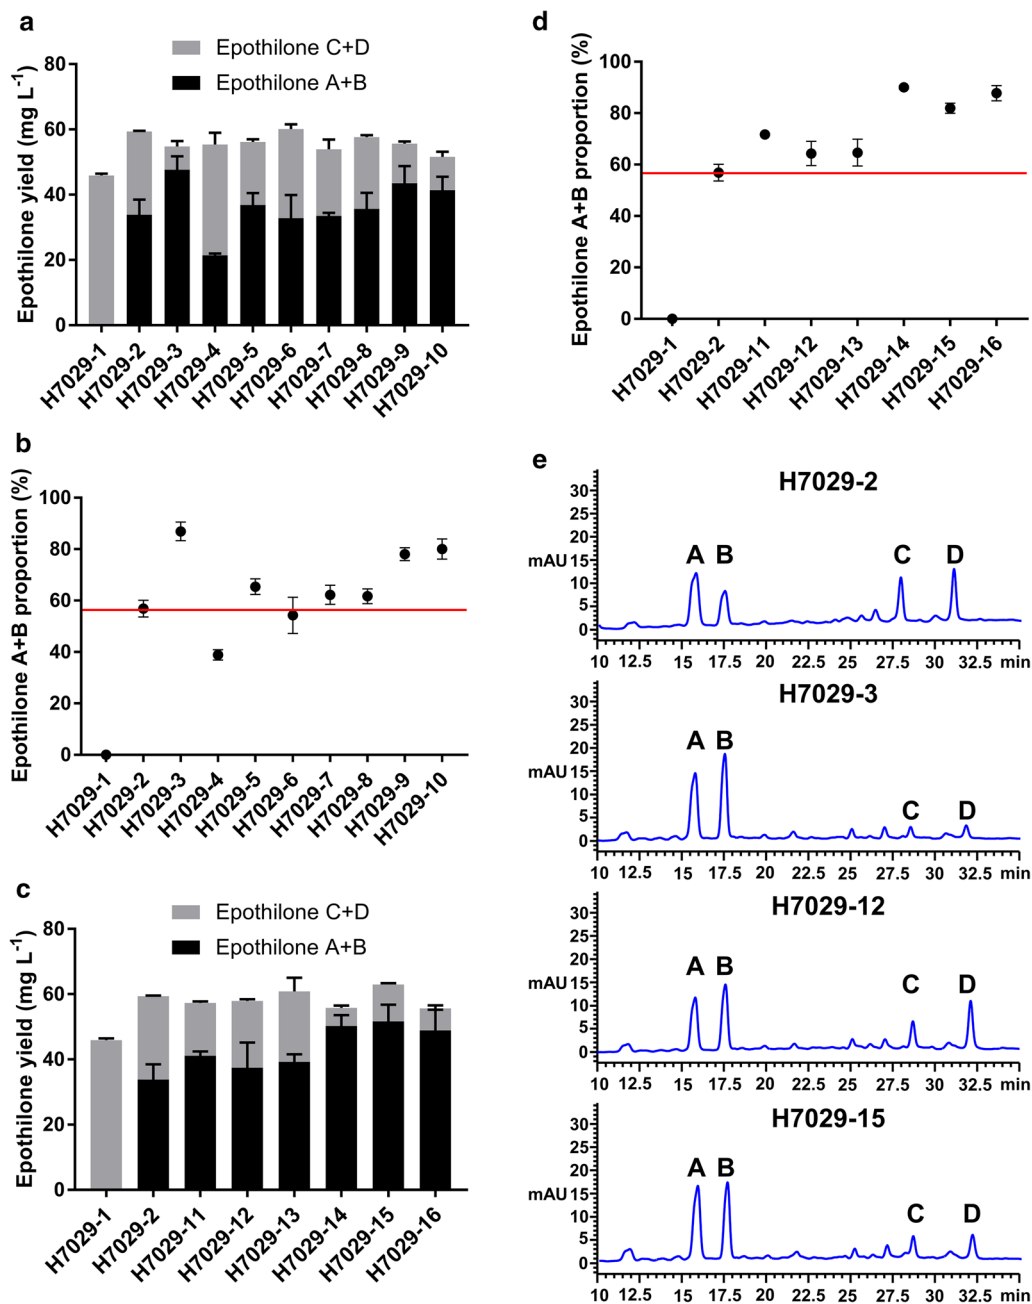 a
Epothilone C+D
Epothilone A+B
Epothilone yield (mg L-1)
80
60
40
20
0
H7029-1
H7029-2
H7029-3
H7029-4
H7029-5
H7029-6
H7029-7
H7029-8
H7029-9
H7029-10
b
Epothilone A+B proportion (%)
100
80
60
40
20
0
H7029-1
H7029-2
H7029-3
H7029-4
H7029-5
H7029-6
H7029-7
H7029-8
H7029-9
H7029-10
c
Epothilone C+D
Epothilone A+B
Epothilone yield (mg L-1)
80
60
40
20
0
H7029-1
H7029-2
H7029-11
H7029-12
H7029-13
H7029-14
H7029-15
H7029-16
d
Epothilone A+B proportion (%)
100
80
60
40
20
0
H7029-1
H7029-2
H7029-11
H7029-12
H7029-13
H7029-14
H7029-15
H7029-16
e
H7029-2
30
25
20
mAU 15
10
5
0
A B C D
10 12.5 15 17.5 20 22.5 25 27.5 30 32.5 min
H7029-3
30
25
20
mAU 15
10
5
0
A B C D
10 12.5 15 17.5 20 22.5 25 27.5 30 32.5 min
H7029-12
30
25
20
mAU 15
10
5
0
A B C D
10 12.5 15 17.5 20 22.5 25 27.5 30 32.5 min
H7029-15
30
25
20
mAU 15
10
5
0
A B C D
10 12.5 15 17.5 20 22.5 25 27.5 30 32.5 min